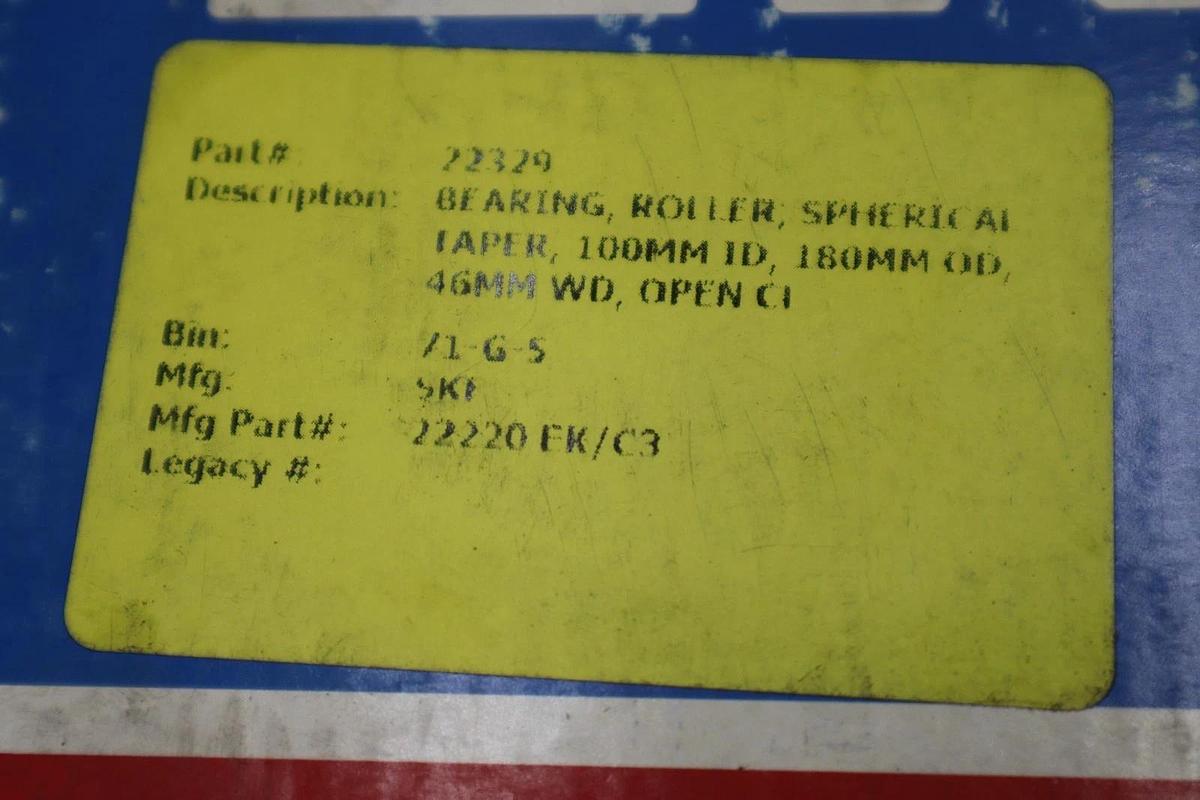 Part# 22329
Description: BEARING, ROLLER, SPHERICAL
TAPER, 100MM ID, 180MM OD,
46MM WD, OPEN CL
Bin: 71-G-5
Mfg: SKF
Mfg Part#: 22220 EK/C3
Legacy #: